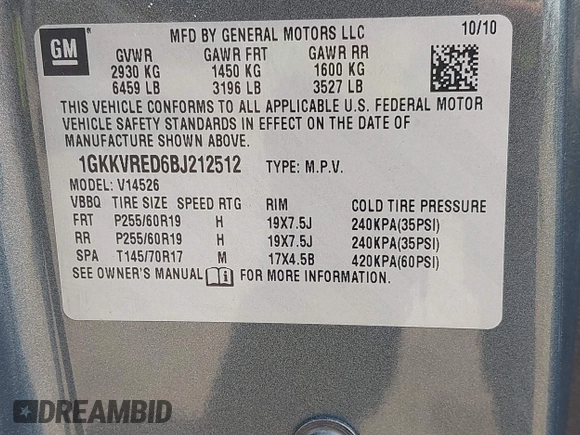 GM
MFD BY GENERAL MOTORS LLC 10/10
GVWR GAWR FRT GAWR RR
2930 KG 1450 KG 1600 KG
6459 LB 3196 LB 3527 LB
THIS VEHICLE CONFORMS TO ALL APPLICABLE U.S. FEDERAL MOTOR
VEHICLE SAFETY STANDARDS IN EFFECT ON THE DATE OF
MANUFACTURE SHOWN ABOVE.
1GKKVRED6BJ212512 TYPE: M.P.V.
MODEL: V14526
VBBQ TIRE SIZE SPEED RTG RIM COLD TIRE PRESSURE
FRT P255/60R19 H 19X7.5J 240KPA(35PSI)
RR P255/60R19 H 19X7.5J 240KPA(35PSI)
SPA T145/70R17 M 17X4.5B 420KPA(60PSI)
SEE OWNER'S MANUAL FOR MORE INFORMATION.
DREAMBID